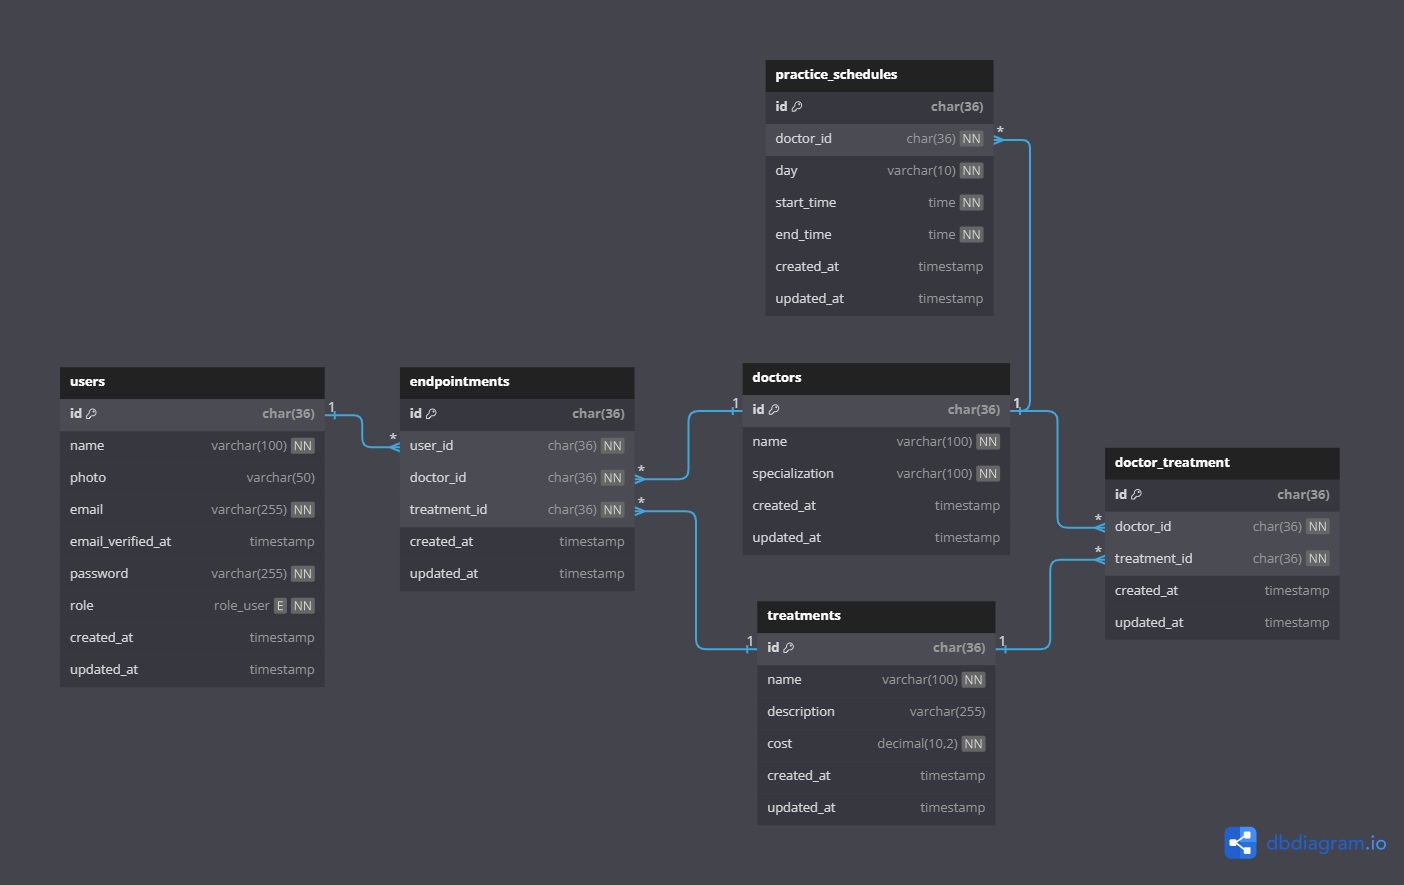 practice_schedules
id char(36)
doctor_id char(36) NN
day varchar(10) NN
start_time time NN
end_time time NN
created_at timestamp
updated_at timestamp
*
users
id char(36)
name varchar(100) NN
photo varchar(50)
email varchar(255) NN
email_verified_at timestamp
password varchar(255) NN
role role_user E NN
created_at timestamp
updated_at timestamp
1
*
endpointments
id char(36)
user_id char(36) NN
doctor_id char(36) NN
treatment_id char(36) NN
created_at timestamp
updated_at timestamp
*
*
1
doctors
id char(36)
name varchar(100) NN
specialization varchar(100) NN
created_at timestamp
updated_at timestamp
1
doctor_treatment
id char(36)
doctor_id char(36) NN
treatment_id char(36) NN
created_at timestamp
updated_at timestamp
*
*
1
treatments
id char(36)
name varchar(100) NN
description varchar(255)
cost decimal(10,2) NN
created_at timestamp
updated_at timestamp
1
dbdiagram.io